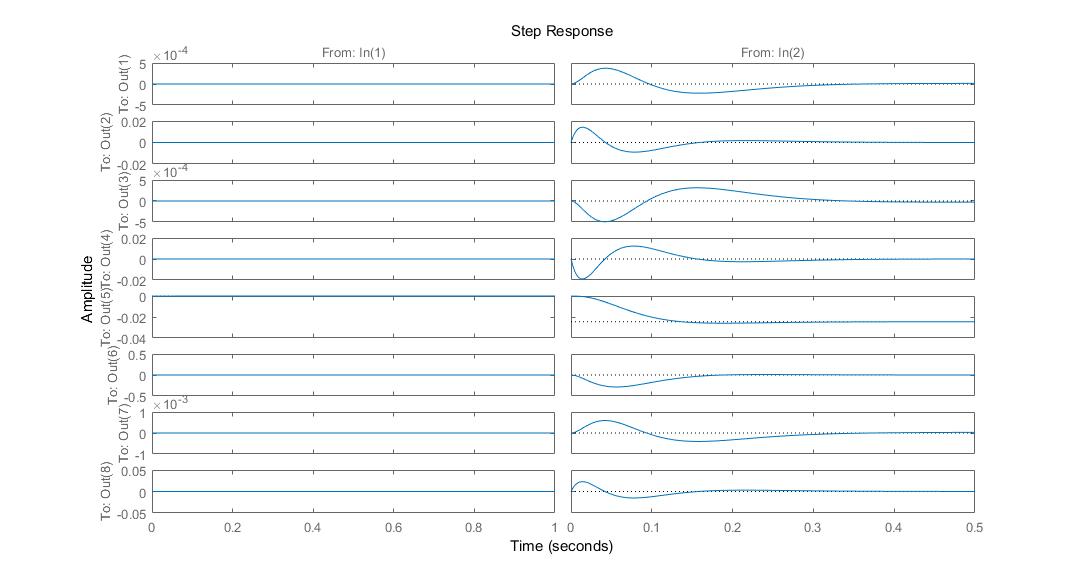 Step Response
From: In(1) From: In(2)
×10-4
To: Out(1)
5
0
-5
To: Out(2)
0.02
0
-0.02
×10-4
To: Out(3)
5
0
-5
To: Out(4)
0.02
0
-0.02
Amplitude
To: Out(5)
0
-0.02
-0.04
To: Out(6)
0.5
0
-0.5
×10-3
To: Out(7)
1
0
-1
To: Out(8)
0.05
0
-0.05
0 0.2 0.4 0.6 0.8 1 0 0.1 0.2 0.3 0.4 0.5
Time (seconds)